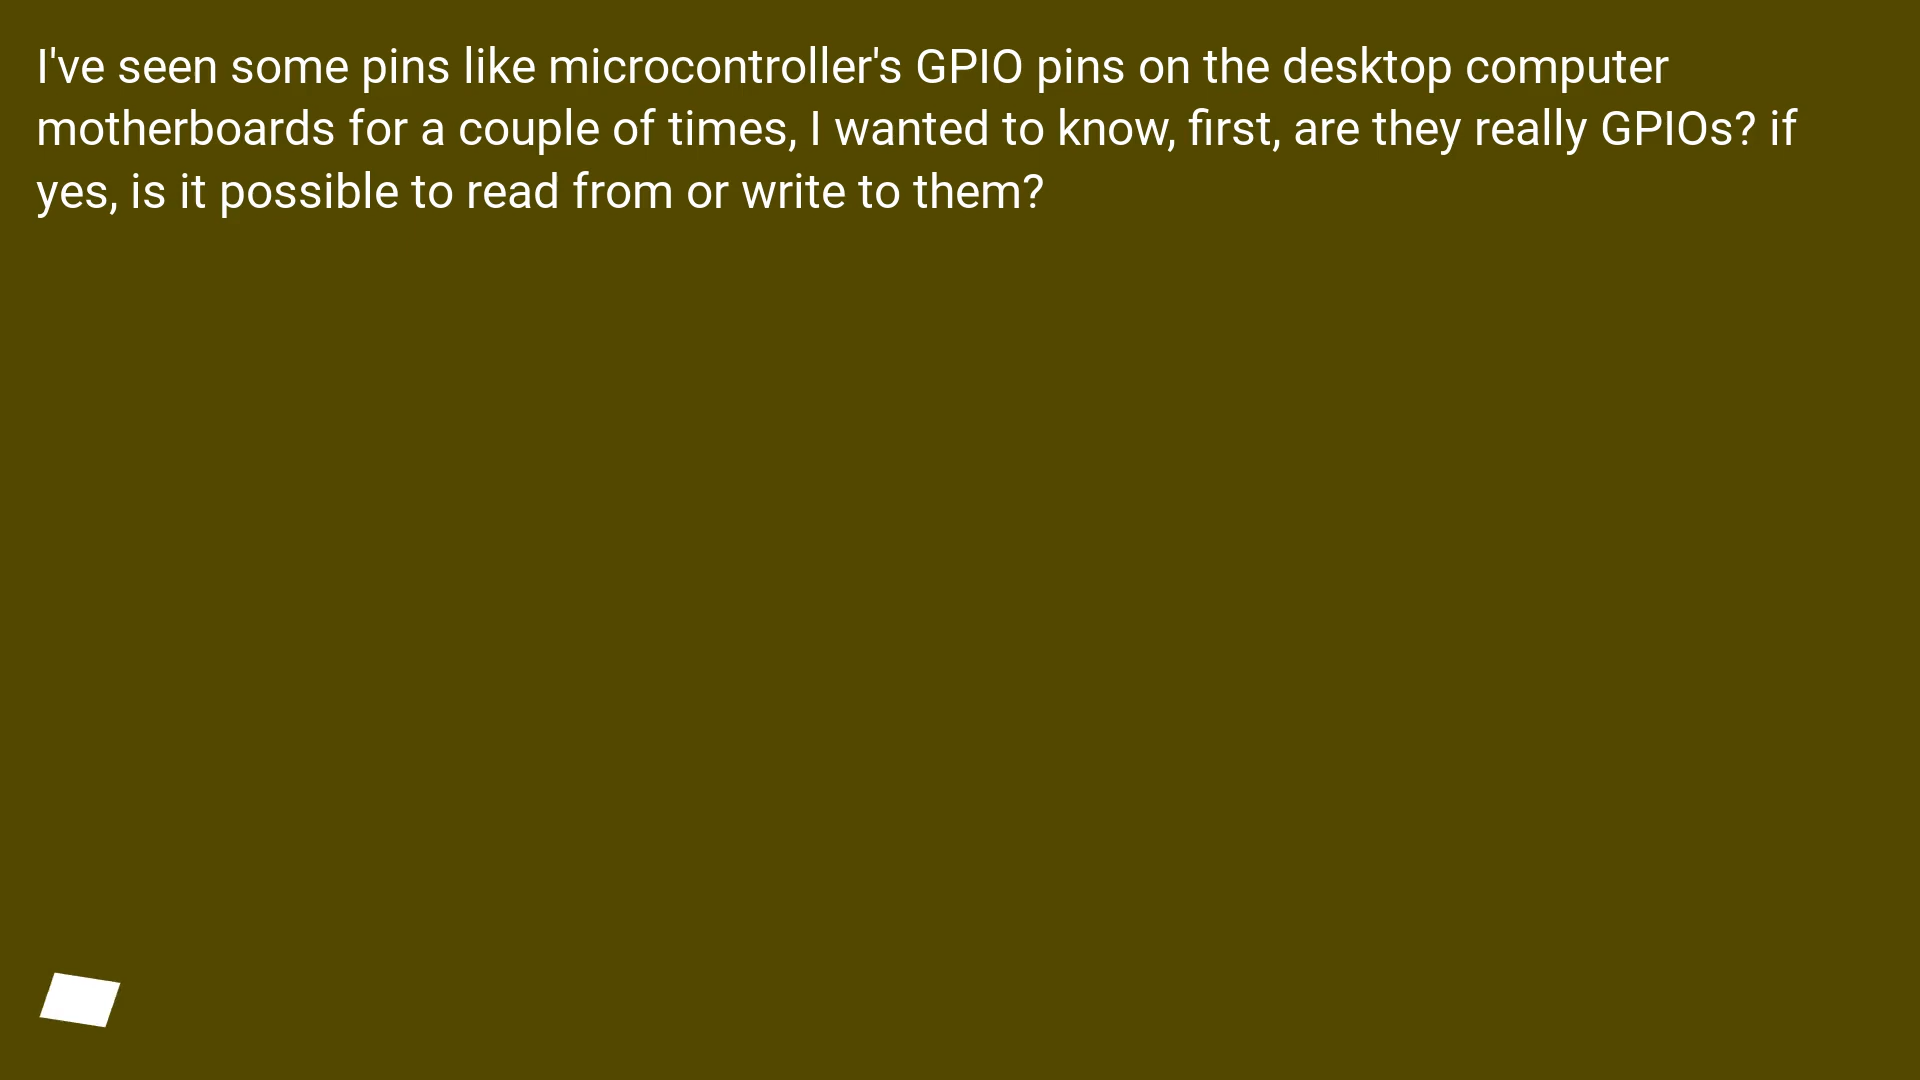 I've seen some pins like microcontroller's GPIO pins on the desktop computer
motherboards for a couple of times, I wanted to know, first, are they really GPIOs? if
yes, is it possible to read from or write to them?